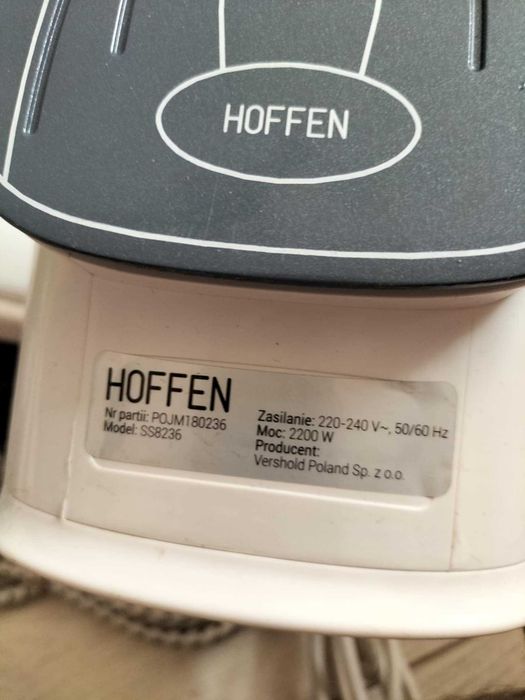 HOFFEN
HOFFEN
Nr partii: POJM180236
Model: SS8236
Zasilanie: 220-240 V~, 50/60 Hz
Moc: 2200 W
Producent:
Vershold Poland Sp. z o.o.